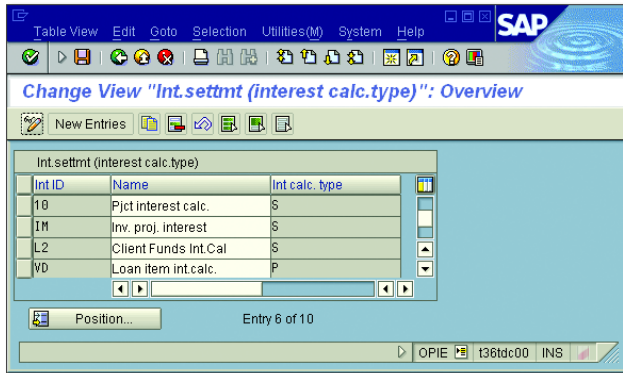 Table View Edit Goto Selection Utilities(M) System Help
SAP
Change View "Int.settmt (interest calc.type)": Overview
New Entries
Int.settmt (interest calc.type)
Int ID Name Int calc. type
10 Pjct interest calc. S
IM Inv. proj. interest S
L2 Client Funds Int.Cal S
VD Loan item int.calc. P
Position... Entry 6 of 10
OPIE t36tdc00 INS